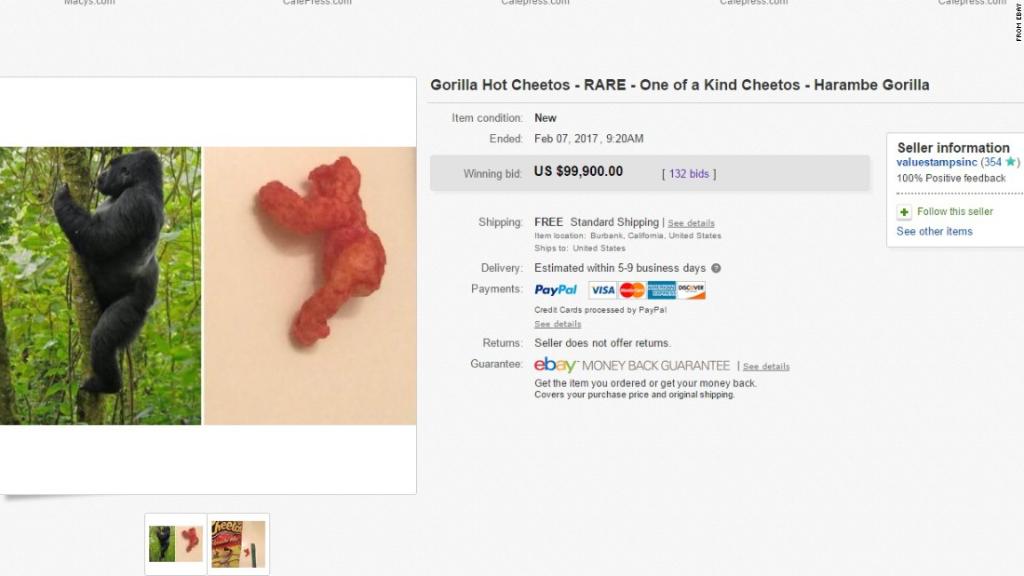 Macys.com CafePress.com Cafepress.com Cafepress.com Cafepress.com
FROM EBAY
Gorilla Hot Cheetos - RARE - One of a Kind Cheetos - Harambe Gorilla
Item condition: New
Ended: Feb 07, 2017 , 9:20AM
Winning bid: US $99,900.00 [ 132 bids ]
Shipping: FREE Standard Shipping | See details
Item location: Burbank, California, United States
Ships to: United States
Delivery: Estimated within 5-9 business days ?
Payments: PayPal VISA MasterCard AMERICAN EXPRESS DISCOVER
Credit Cards processed by PayPal
See details
Returns: Seller does not offer returns.
Guarantee: ebay™ MONEY BACK GUARANTEE | See details
Get the item you ordered or get your money back.
Covers your purchase price and original shipping.
Seller information
valuestampsinc (354 ★)
100% Positive feedback
Follow this seller
See other items
Cheetos